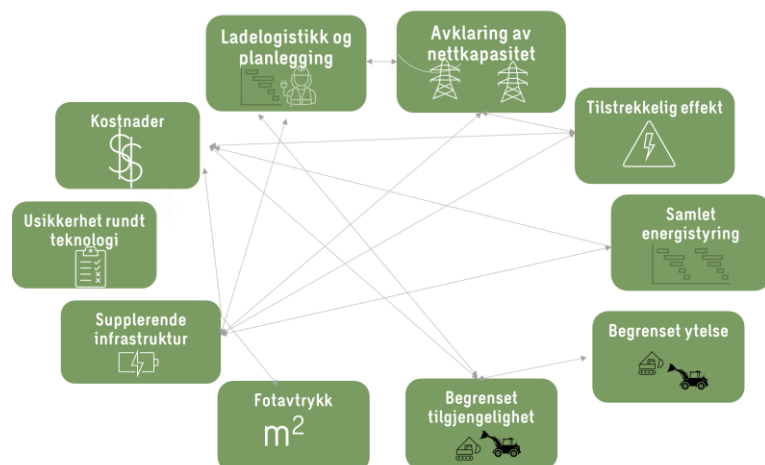 Ladelogistikk og
planlegging
Avklaring av
nettkapasitet
Kostnader
$$
Tilstrekkelig effekt
Usikkerhet rundt
teknologi
Samlet
energistyring
Supplerende
infrastruktur
Begrenset ytelse
Fotavtrykk
m²
Begrenset
tilgjengelighet